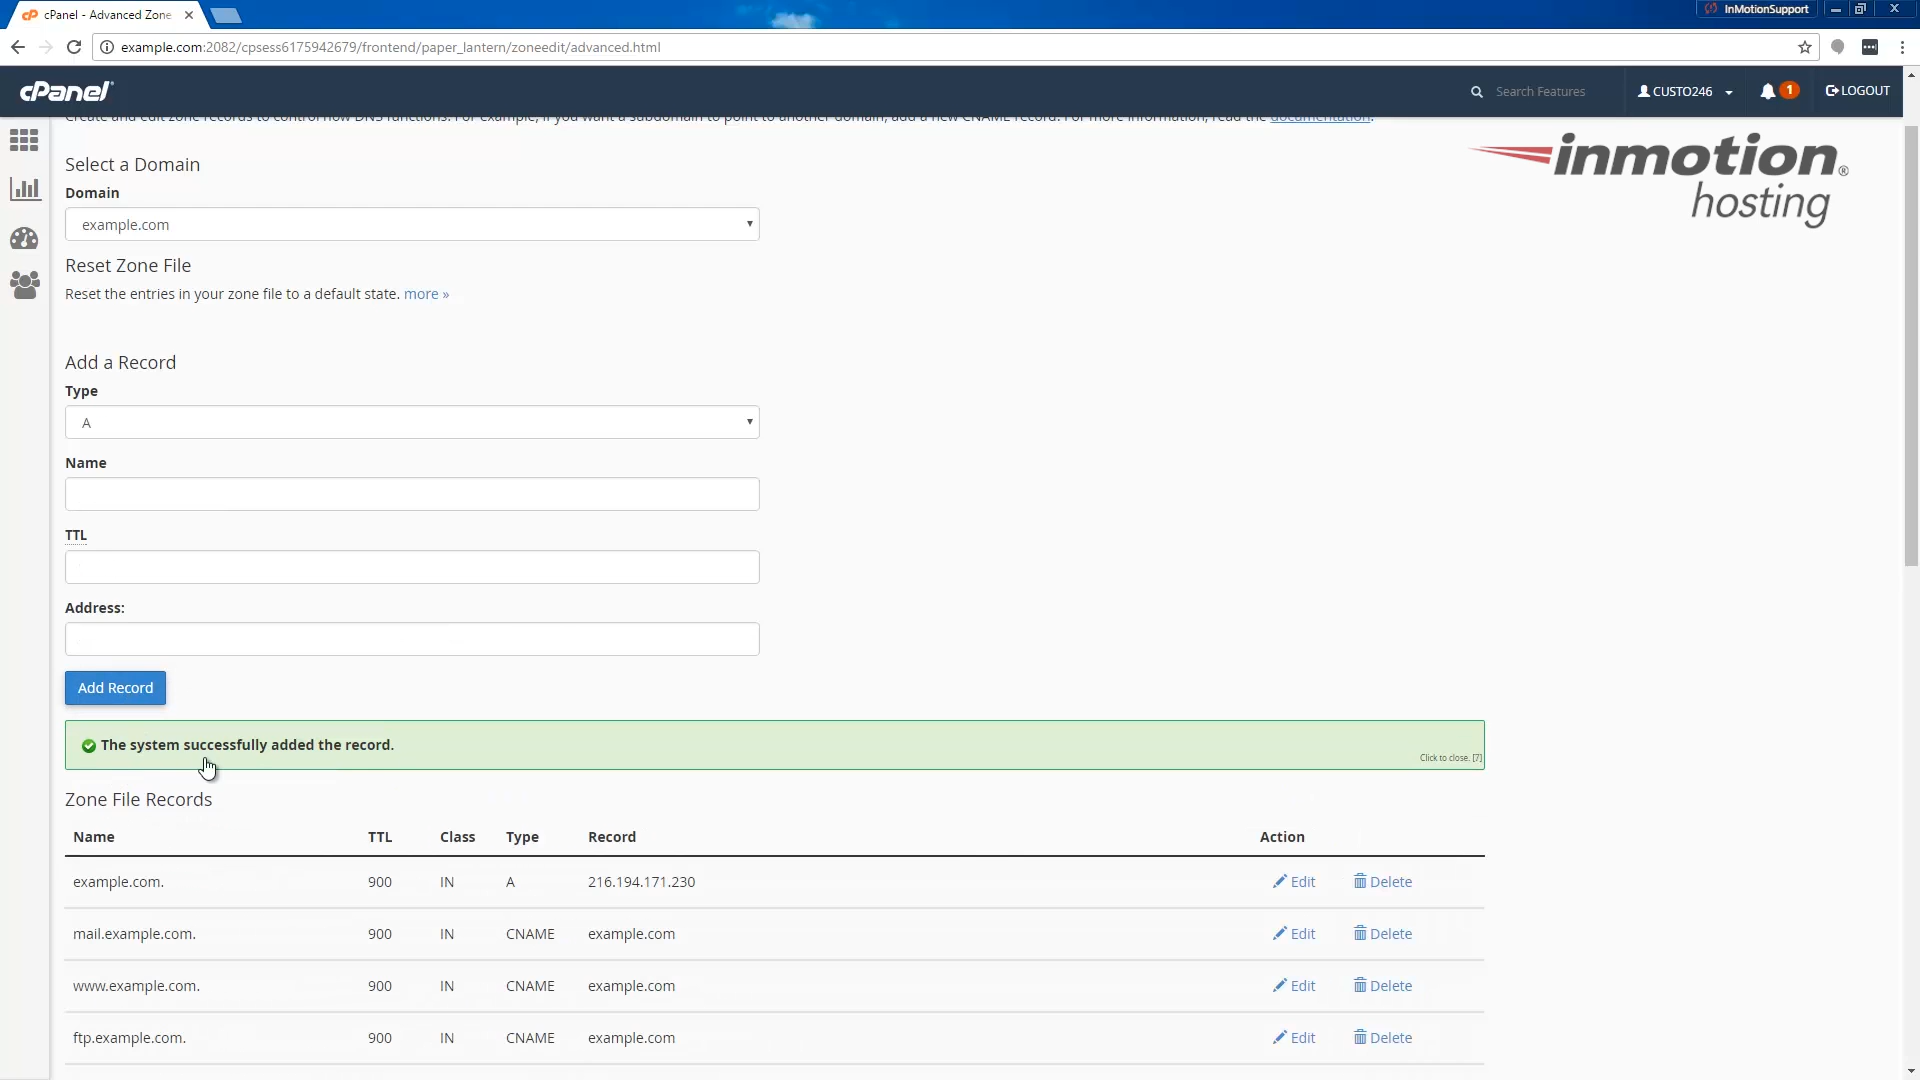 cPanel - Advanced Zone
InMotionSupport
example.com:2082/cpsess6175942679/frontend/paper_lantern/zoneedit/advanced.html
cPanel
Search Features
CUSTO246
1
LOGOUT
Create and edit zone records to control how DNS functions. For example, if you want a subdomain to point to another domain, add a new CNAME record. For more information, read the documentation.
inmotion®
hosting
Select a Domain
Domain
example.com
Reset Zone File
Reset the entries in your zone file to a default state. more »
Add a Record
Type
A
Name
TTL
Address:
Add Record
The system successfully added the record.
Click to close. [7]
Zone File Records
Name TTL Class Type Record Action
example.com. 900 IN A 216.194.171.230 Edit Delete
mail.example.com. 900 IN CNAME example.com Edit Delete
www.example.com. 900 IN CNAME example.com Edit Delete
ftp.example.com. 900 IN CNAME example.com Edit Delete